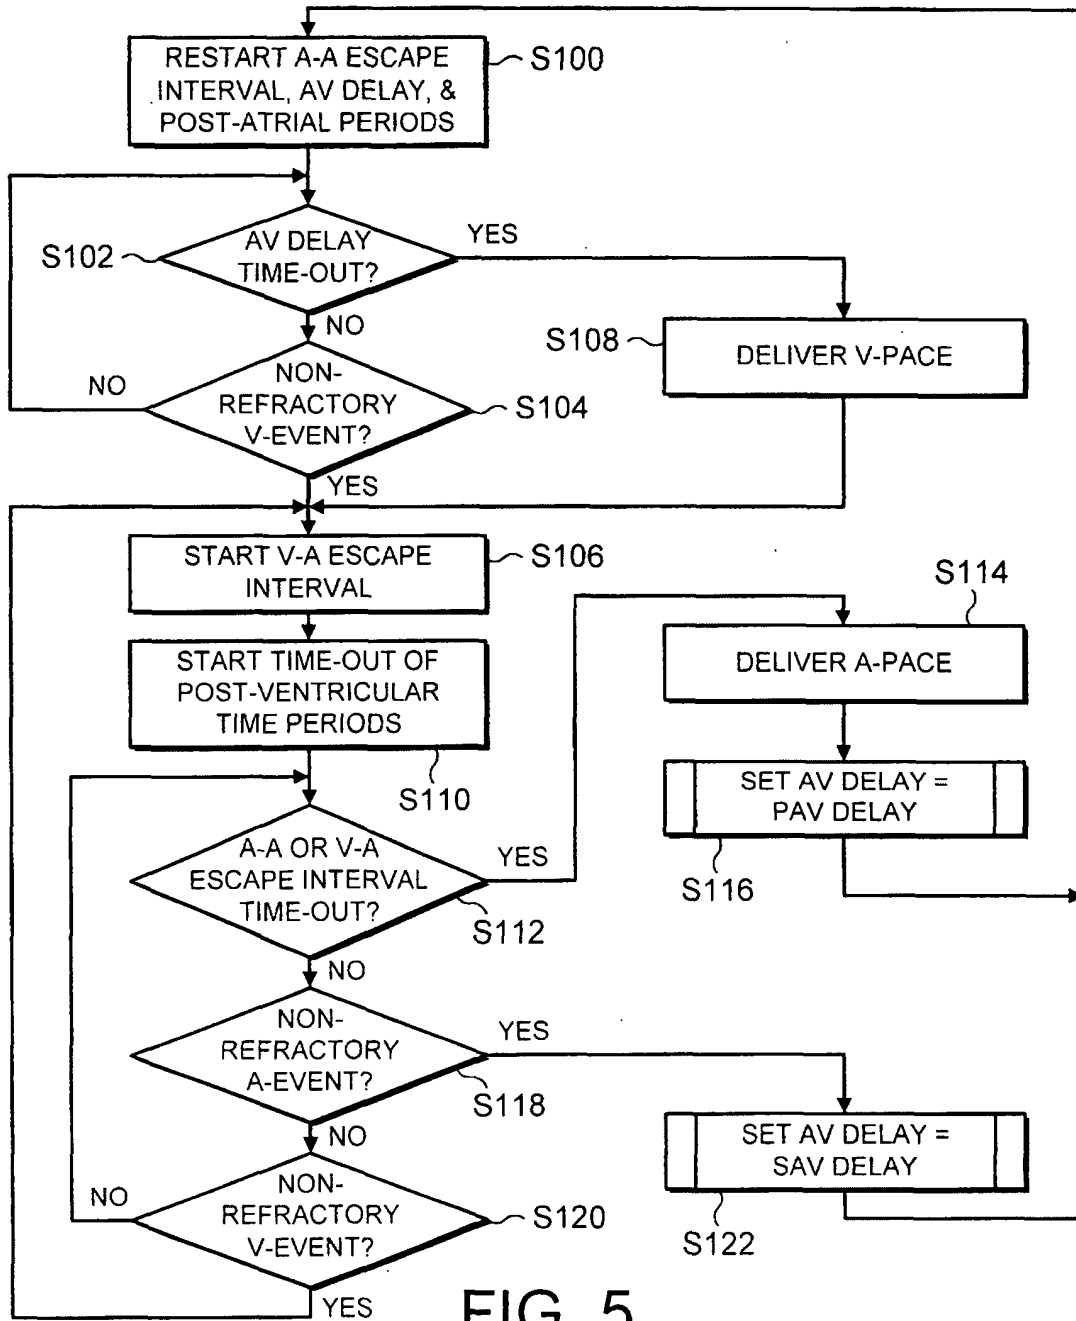 RESTART A-A ESCAPE
INTERVAL, AV DELAY, &
POST-ATRIAL PERIODS
S100
S102
AV DELAY
TIME-OUT?
YES
NO
S108
DELIVER V-PACE
NO
NON-
REFRACTORY
V-EVENT?
S104
YES
START V-A ESCAPE
INTERVAL
S106
START TIME-OUT OF
POST-VENTRICULAR
TIME PERIODS
S110
S114
DELIVER A-PACE
SET AV DELAY =
PAV DELAY
S116
A-A OR V-A
ESCAPE INTERVAL
TIME-OUT?
YES
S112
NO
NON-
REFRACTORY
A-EVENT?
YES
S118
NO
SET AV DELAY =
SAV DELAY
S122
NO
NON-
REFRACTORY
V-EVENT?
S120
YES
FIG. 5